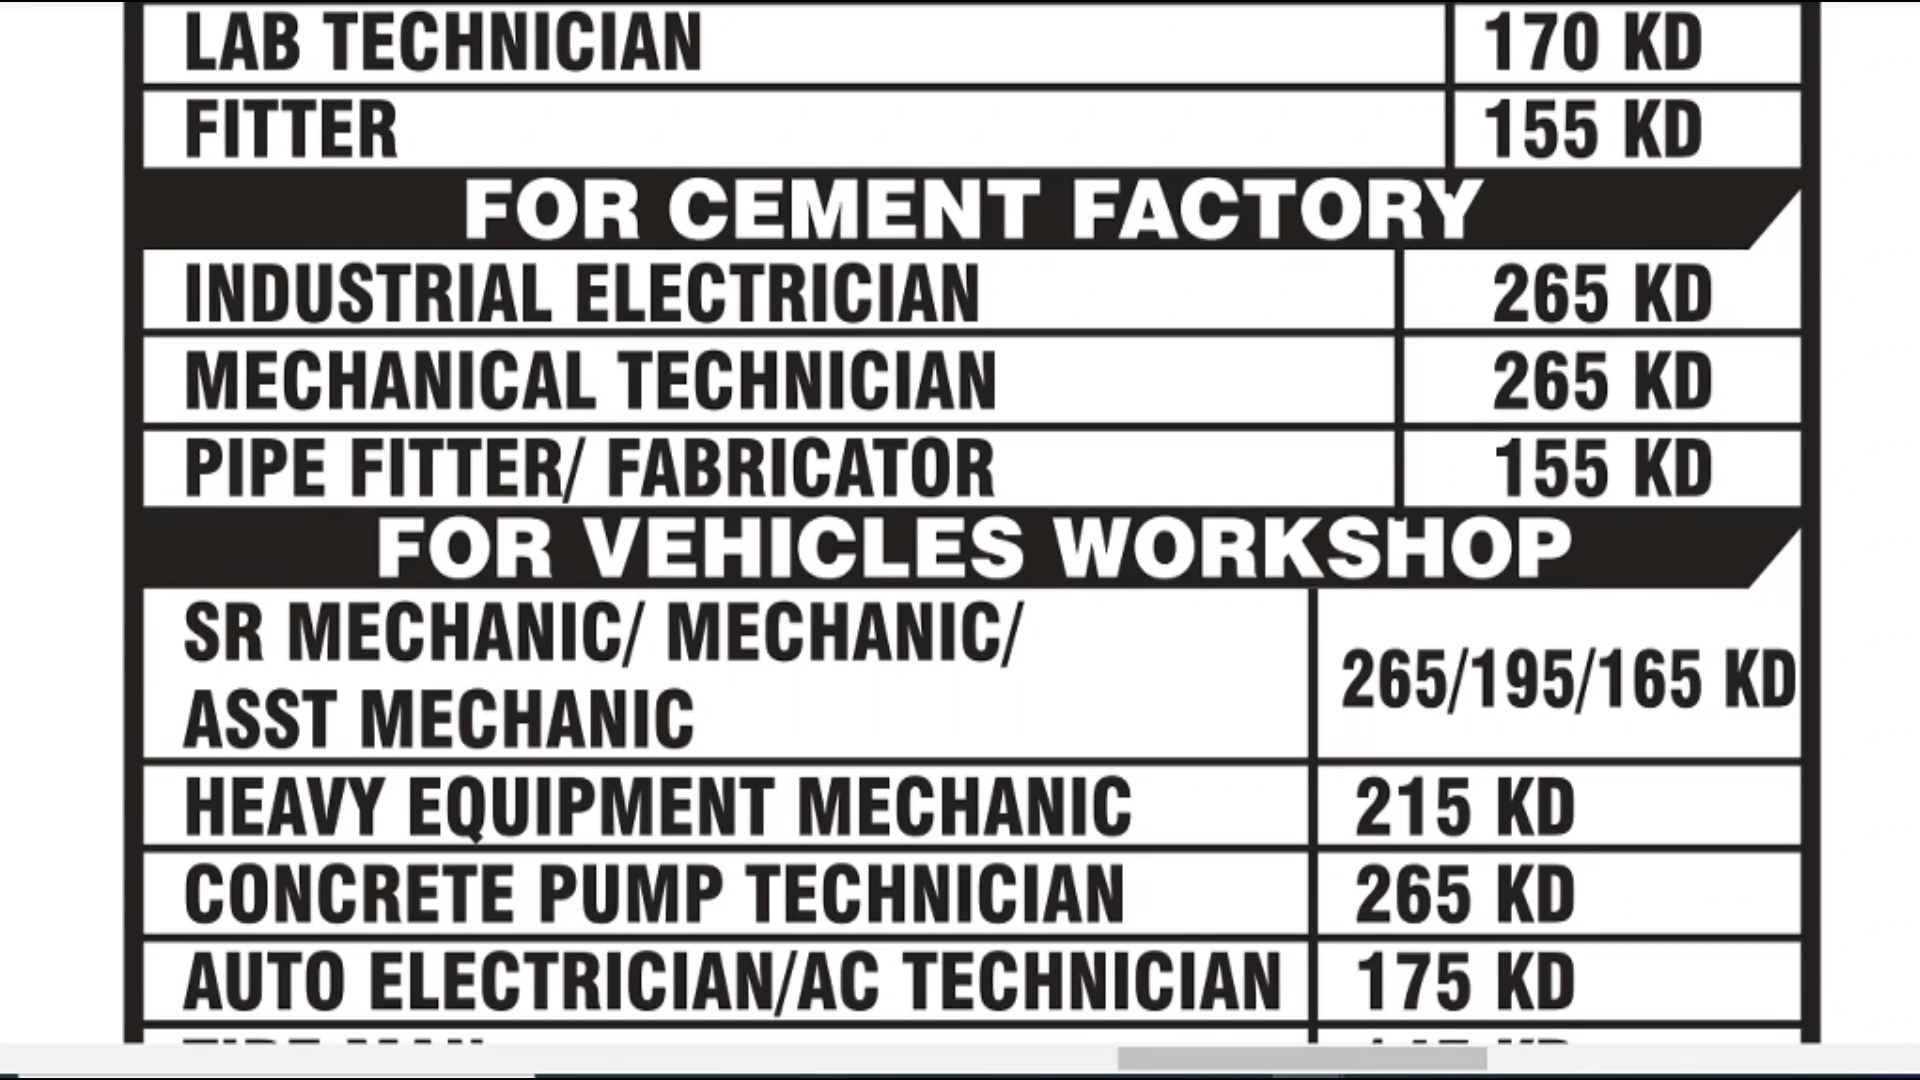 LAB TECHNICIAN 170 KD
FITTER 155 KD
FOR CEMENT FACTORY
INDUSTRIAL ELECTRICIAN 265 KD
MECHANICAL TECHNICIAN 265 KD
PIPE FITTER/ FABRICATOR 155 KD
FOR VEHICLES WORKSHOP
SR MECHANIC/ MECHANIC/
ASST MECHANIC 265/195/165 KD
HEAVY EQUIPMENT MECHANIC 215 KD
CONCRETE PUMP TECHNICIAN 265 KD
AUTO ELECTRICIAN/AC TECHNICIAN 175 KD